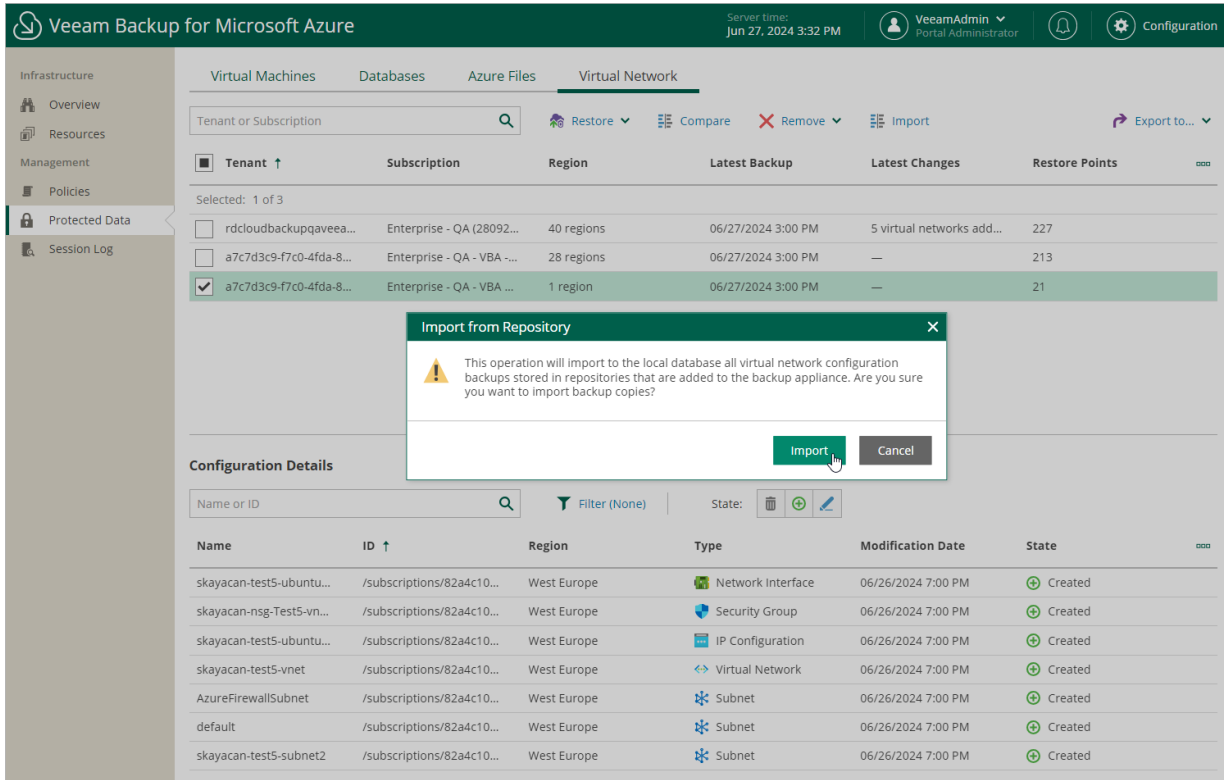 Veeam Backup for Microsoft Azure
Server time:
Jun 27, 2024 3:32 PM
VeeamAdmin
Portal Administrator
Configuration
Infrastructure
Overview
Resources
Management
Policies
Protected Data
Session Log
Virtual Machines Databases Azure Files Virtual Network
Tenant or Subscription Restore Compare Remove Import Export to...
Tenant Subscription Region Latest Backup Latest Changes Restore Points
Selected: 1 of 3
rdcloudbackupqaveea... Enterprise - QA (28092... 40 regions 06/27/2024 3:00 PM 5 virtual networks add... 227
a7c7d3c9-f7c0-4fda-8... Enterprise - QA - VBA -... 28 regions 06/27/2024 3:00 PM — 213
a7c7d3c9-f7c0-4fda-8... Enterprise - QA - VBA ... 1 region 06/27/2024 3:00 PM — 21
Import from Repository
This operation will import to the local database all virtual network configuration
backups stored in repositories that are added to the backup appliance. Are you sure
you want to import backup copies?
Import Cancel
Configuration Details
Name or ID Filter (None) State:
Name ID Region Type Modification Date State
skayacan-test5-ubuntu... /subscriptions/82a4c10... West Europe Network Interface 06/26/2024 7:00 PM Created
skayacan-nsg-Test5-vn... /subscriptions/82a4c10... West Europe Security Group 06/26/2024 7:00 PM Created
skayacan-test5-ubuntu... /subscriptions/82a4c10... West Europe IP Configuration 06/26/2024 7:00 PM Created
skayacan-test5-vnet /subscriptions/82a4c10... West Europe Virtual Network 06/26/2024 7:00 PM Created
AzureFirewallSubnet /subscriptions/82a4c10... West Europe Subnet 06/26/2024 7:00 PM Created
default /subscriptions/82a4c10... West Europe Subnet 06/26/2024 7:00 PM Created
skayacan-test5-subnet2 /subscriptions/82a4c10... West Europe Subnet 06/26/2024 7:00 PM Created